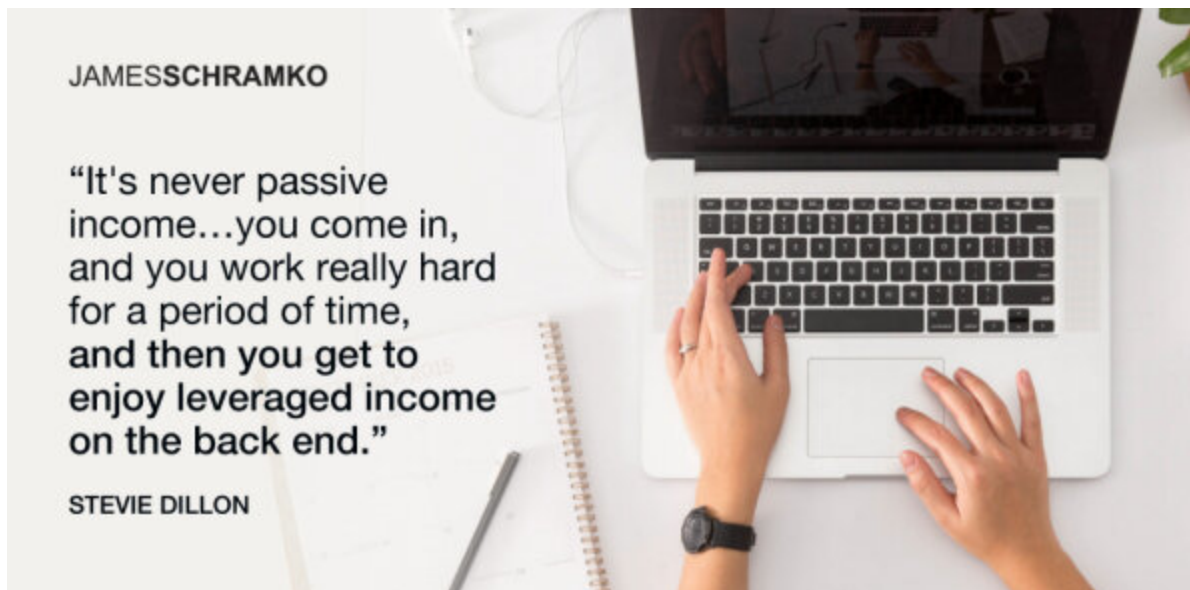 JAMESSCHRAMKO
“It's never passive
income...you come in,
and you work really hard
for a period of time,
and then you get to
enjoy leveraged income
on the back end.”
STEVIE DILLON
2015